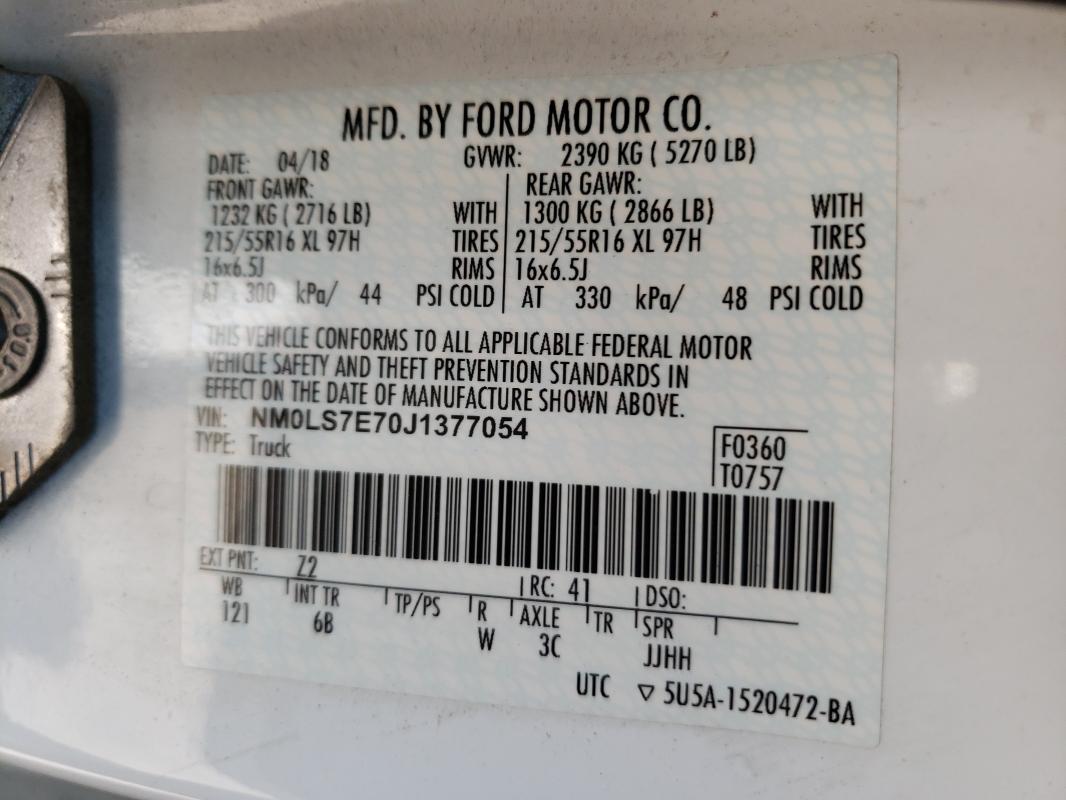 MFD. BY FORD MOTOR CO.
DATE: 04/18 GVWR: 2390 KG ( 5270 LB)
FRONT GAWR: REAR GAWR:
1232 KG ( 2716 LB) WITH 1300 KG ( 2866 LB) WITH
215/55R16 XL 97H TIRES 215/55R16 XL 97H TIRES
16x6.5J RIMS 16x6.5J RIMS
AT 300 kPa/ 44 PSI COLD AT 330 kPa/ 48 PSI COLD
THIS VEHICLE CONFORMS TO ALL APPLICABLE FEDERAL MOTOR
VEHICLE SAFETY AND THEFT PREVENTION STANDARDS IN
EFFECT ON THE DATE OF MANUFACTURE SHOWN ABOVE.
VIN: NM0LS7E70J1377054
TYPE: Truck
F0360
T0757
EXT PNT: Z2 RC: 41 DSO:
WB INT TR TP/PS R AXLE TR SPR
121 6B W 3C JJHH
UTC ▽ 5U5A-1520472-BA